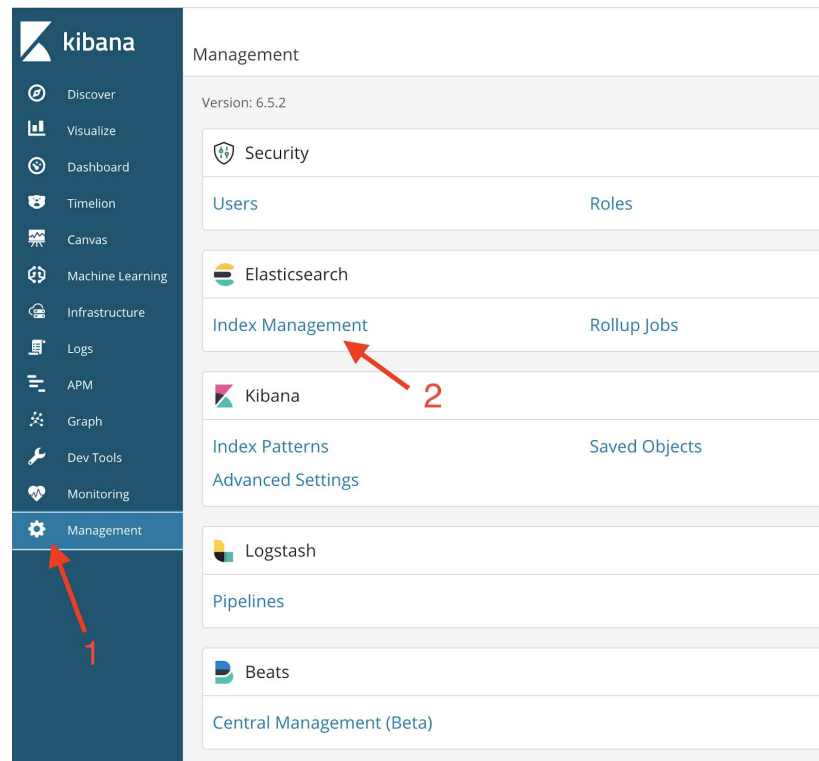 kibana
Discover
Visualize
Dashboard
Timelion
Canvas
Machine Learning
Infrastructure
Logs
APM
Graph
Dev Tools
Monitoring
Management
1
Management
Version: 6.5.2
Security
Users Roles
Elasticsearch
Index Management Rollup Jobs
2
Kibana
Index Patterns Saved Objects
Advanced Settings
Logstash
Pipelines
Beats
Central Management (Beta)